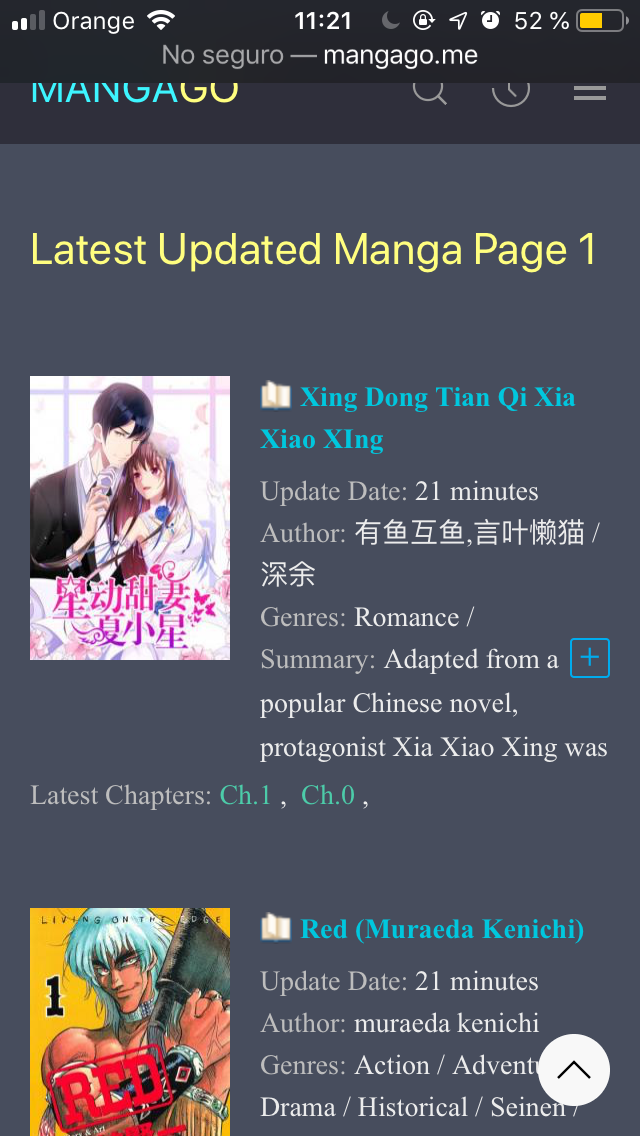 Orange 11:21 52 %
No seguro — mangago.me
MANGAGO
Latest Updated Manga Page 1
Xing Dong Tian Qi Xia
Xiao XIng
Update Date: 21 minutes
Author: 有鱼互鱼,言叶懒猫 /
深余
Genres: Romance /
Summary: Adapted from a
popular Chinese novel,
protagonist Xia Xiao Xing was
星动甜妻
夏小星
Latest Chapters: Ch.1 , Ch.0 ,
LIVING ON THE EDGE
1
RED
Red (Muraeda Kenichi)
Update Date: 21 minutes
Author: muraeda kenichi
Genres: Action /
Drama / Historical / Seinen /